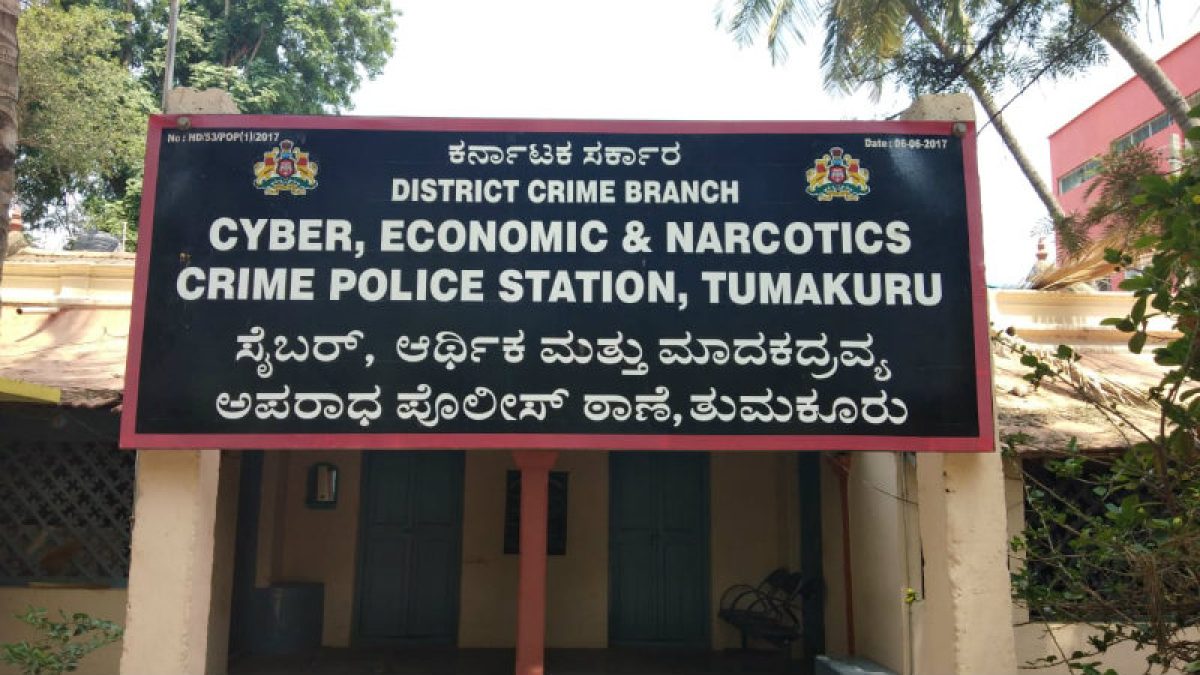 No : HD/53/POP(1)/2017
Date : 06-06-2017
ಕರ್ನಾಟಕ ಸರ್ಕಾರ
DISTRICT CRIME BRANCH
CYBER, ECONOMIC & NARCOTICS
CRIME POLICE STATION, TUMAKURU
ಸೈಬರ್, ಆರ್ಥಿಕ ಮತ್ತು ಮಾದಕದ್ರವ್ಯ
ಅಪರಾಧ ಪೊಲೀಸ್ ಠಾಣೆ, ತುಮಕೂರು